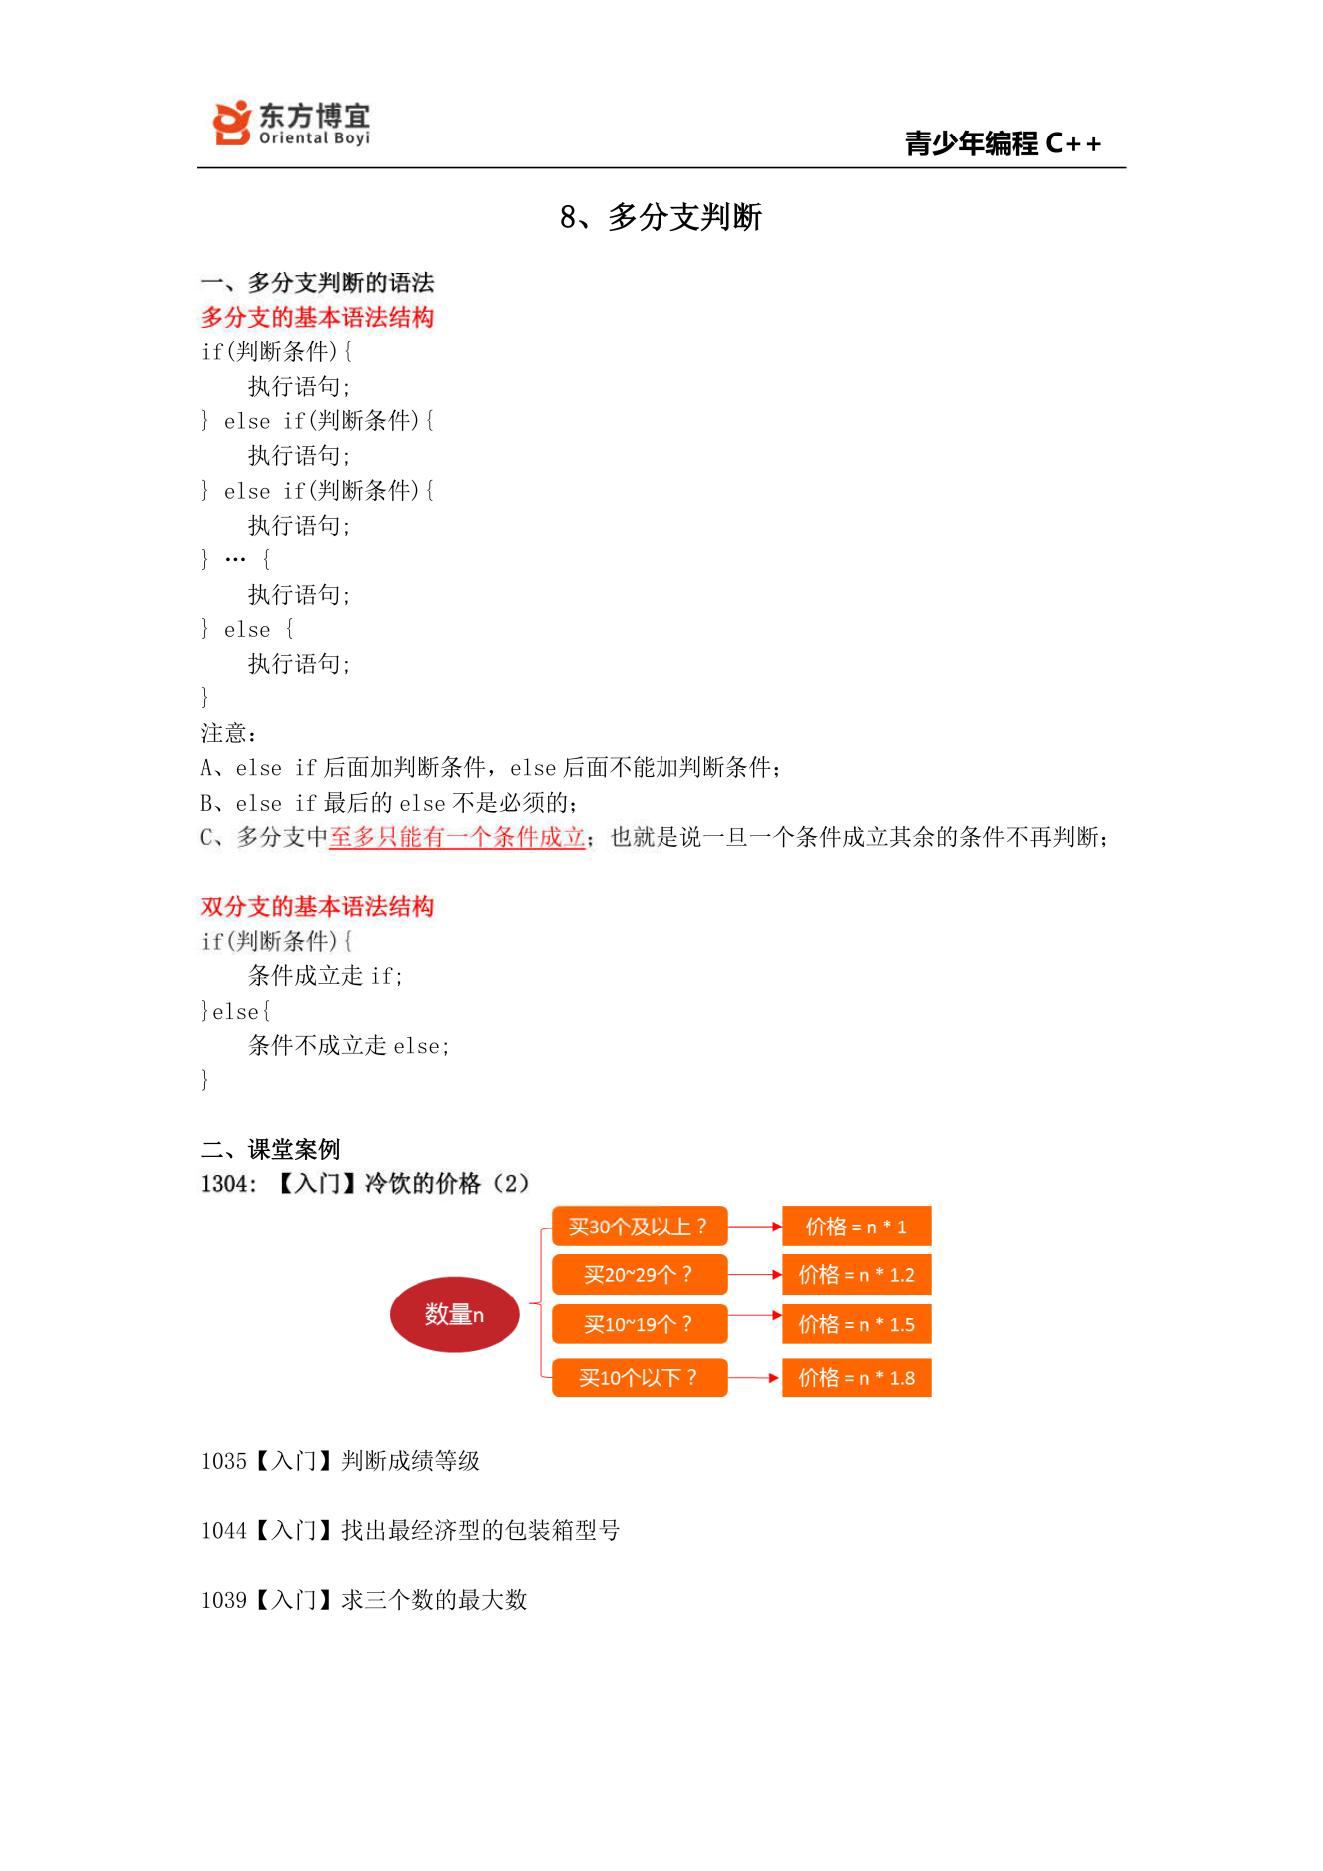 东方博宜
Oriental Boyi
青少年编程 C++
8、多分支判断
一、多分支判断的语法
多分支的基本语法结构
if(判断条件){
    执行语句;
} else if(判断条件){
    执行语句;
} else if(判断条件){
    执行语句;
} … {
    执行语句;
} else {
    执行语句;
}
注意：
A、else if 后面加判断条件，else 后面不能加判断条件；
B、else if 最后的 else 不是必须的；
C、多分支中至多只能有一个条件成立；也就是说一旦一个条件成立其余的条件不再判断；
双分支的基本语法结构
if(判断条件){
    条件成立走 if;
}else{
    条件不成立走 else;
}
二、课堂案例
1304：【入门】冷饮的价格（2）
数量n
买30个及以上？ 价格 = n * 1
买20~29个？ 价格 = n * 1.2
买10~19个？ 价格 = n * 1.5
买10个以下？ 价格 = n * 1.8
1035【入门】判断成绩等级
1044【入门】找出最经济型的包装箱型号
1039【入门】求三个数的最大数